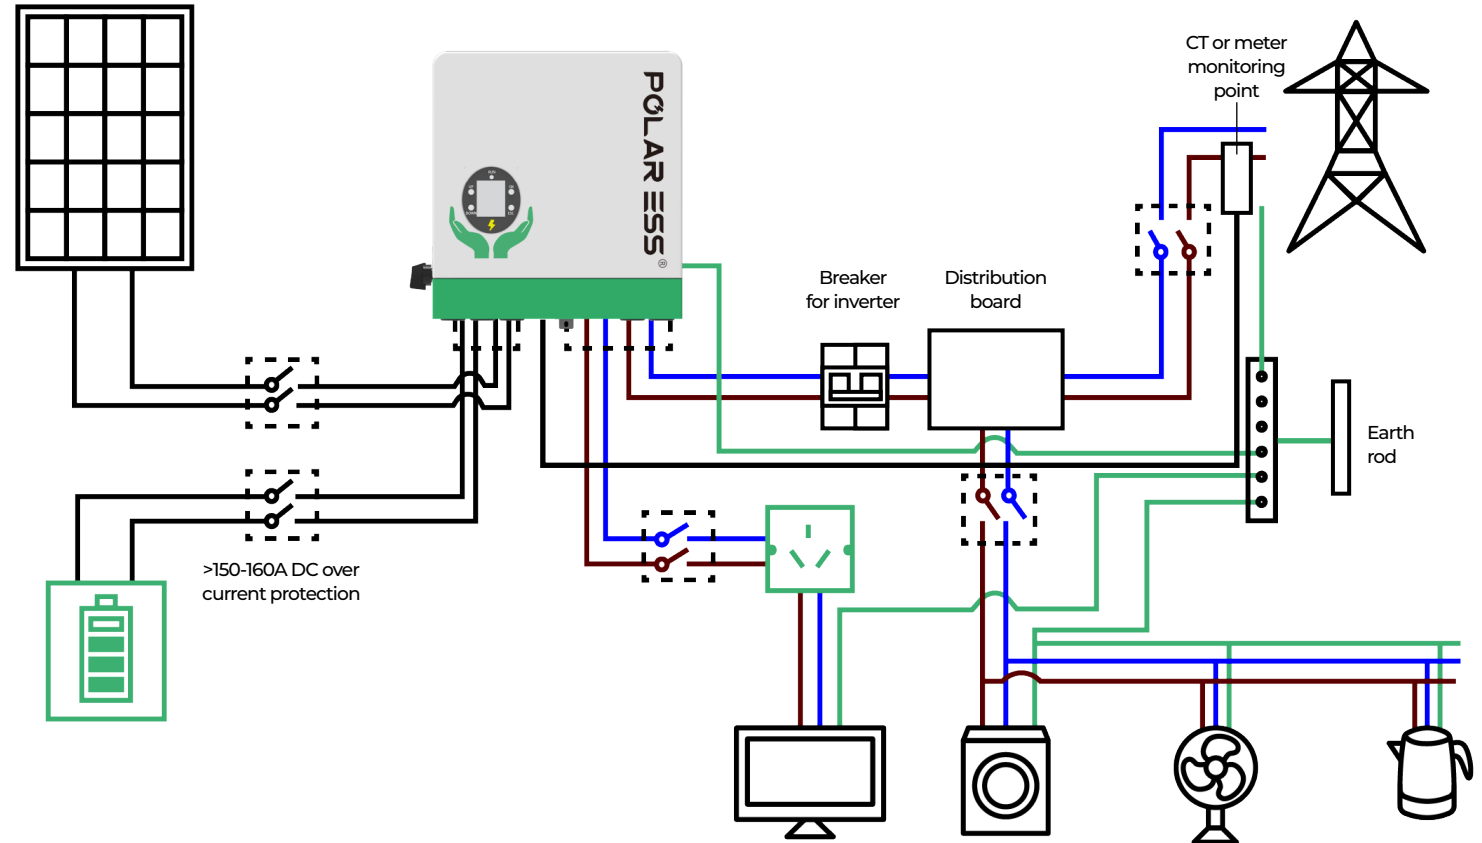 CT or meter
monitoring
point
POLAR ESS
®
Breaker
for inverter
Distribution
board
Earth
rod
>150-160A DC over
current protection